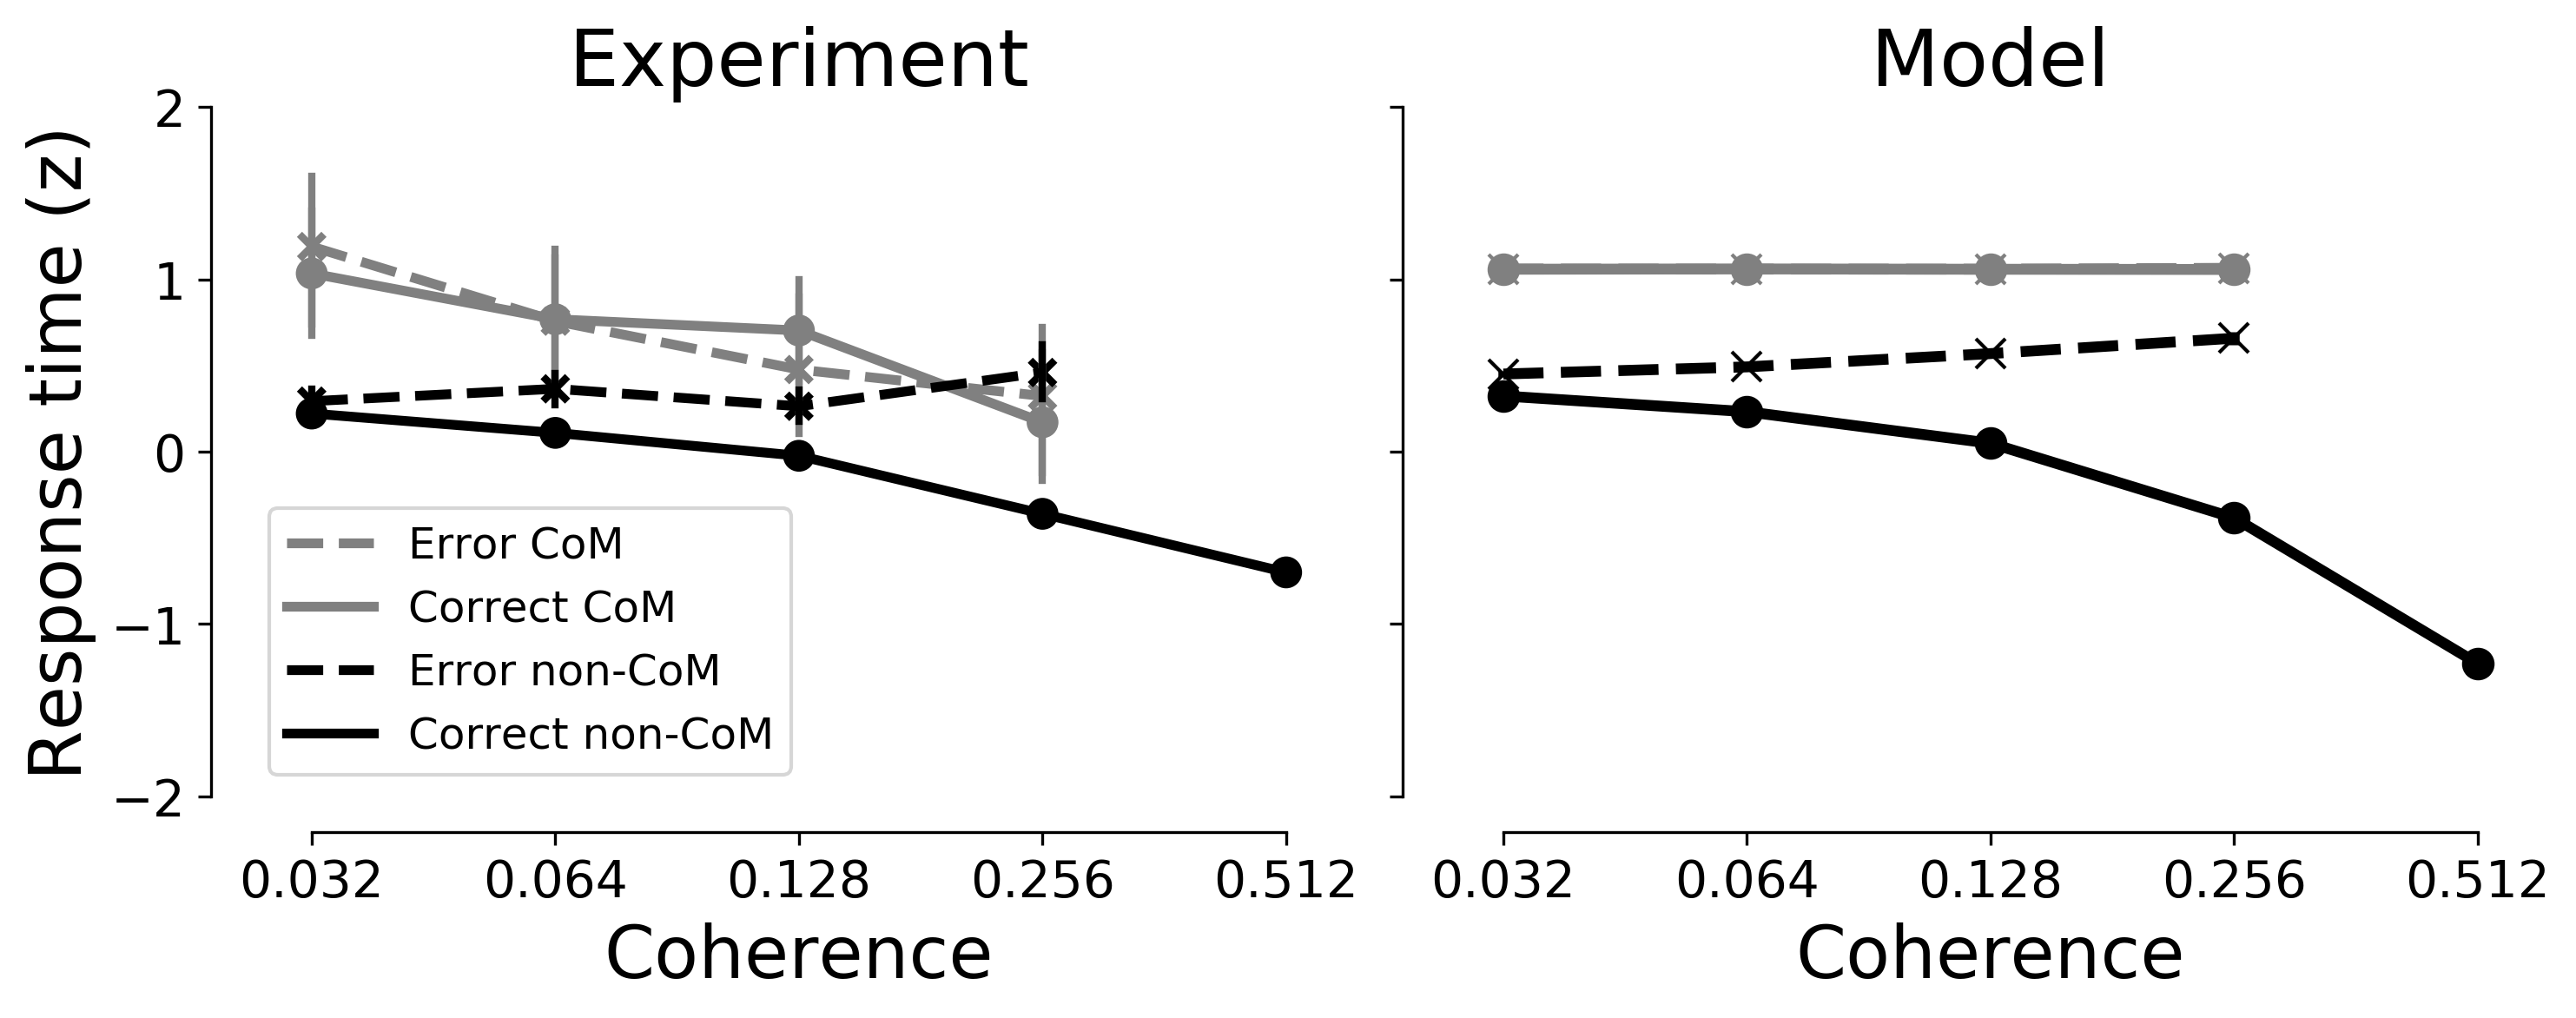 Experiment
Model
Response time (z)
2
1
0
−1
−2
Error CoM
Correct CoM
Error non-CoM
Correct non-CoM
0.032 0.064 0.128 0.256 0.512
0.032 0.064 0.128 0.256 0.512
Coherence
Coherence